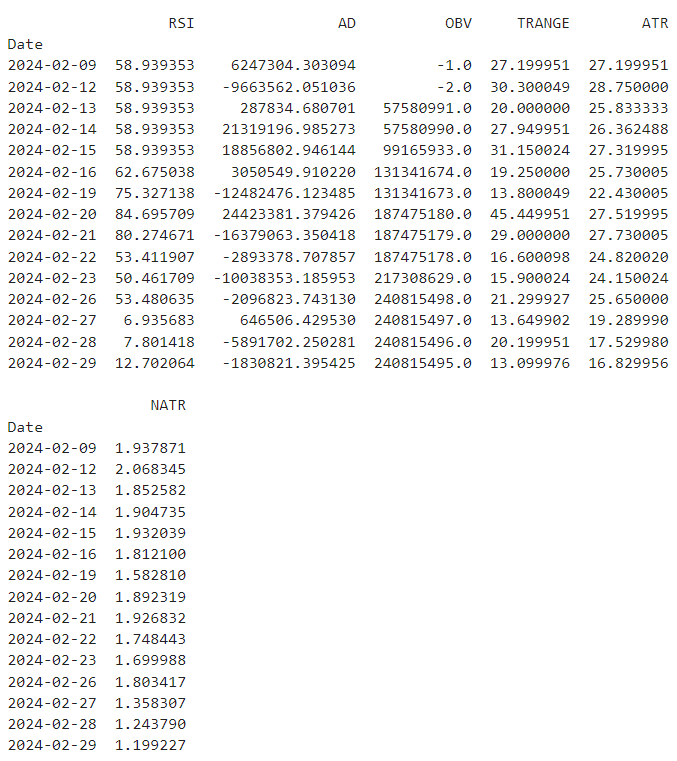 RSI AD OBV TRANGE ATR
Date
2024-02-09 58.939353 6247304.303094 -1.0 27.199951 27.199951
2024-02-12 58.939353 -9663562.051036 -2.0 30.300049 28.750000
2024-02-13 58.939353 287834.680701 57580991.0 20.000000 25.833333
2024-02-14 58.939353 21319196.985273 57580990.0 27.949951 26.362488
2024-02-15 58.939353 18856802.946144 99165933.0 31.150024 27.319995
2024-02-16 62.675038 3050549.910220 131341674.0 19.250000 25.730005
2024-02-19 75.327138 -12482476.123485 131341673.0 13.800049 22.430005
2024-02-20 84.695709 24423381.379426 187475180.0 45.449951 27.519995
2024-02-21 80.274671 -16379063.350418 187475179.0 29.000000 27.730005
2024-02-22 53.411907 -2893378.707857 187475178.0 16.600098 24.820020
2024-02-23 50.461709 -10038353.185953 217308629.0 15.900024 24.150024
2024-02-26 53.480635 -2096823.743130 240815498.0 21.299927 25.650000
2024-02-27 6.935683 646506.429530 240815497.0 13.649902 19.289990
2024-02-28 7.801418 -5891702.250281 240815496.0 20.199951 17.529980
2024-02-29 12.702064 -1830821.395425 240815495.0 13.099976 16.829956
NATR
Date
2024-02-09 1.937871
2024-02-12 2.068345
2024-02-13 1.852582
2024-02-14 1.904735
2024-02-15 1.932039
2024-02-16 1.812100
2024-02-19 1.582810
2024-02-20 1.892319
2024-02-21 1.926832
2024-02-22 1.748443
2024-02-23 1.699988
2024-02-26 1.803417
2024-02-27 1.358307
2024-02-28 1.243790
2024-02-29 1.199227